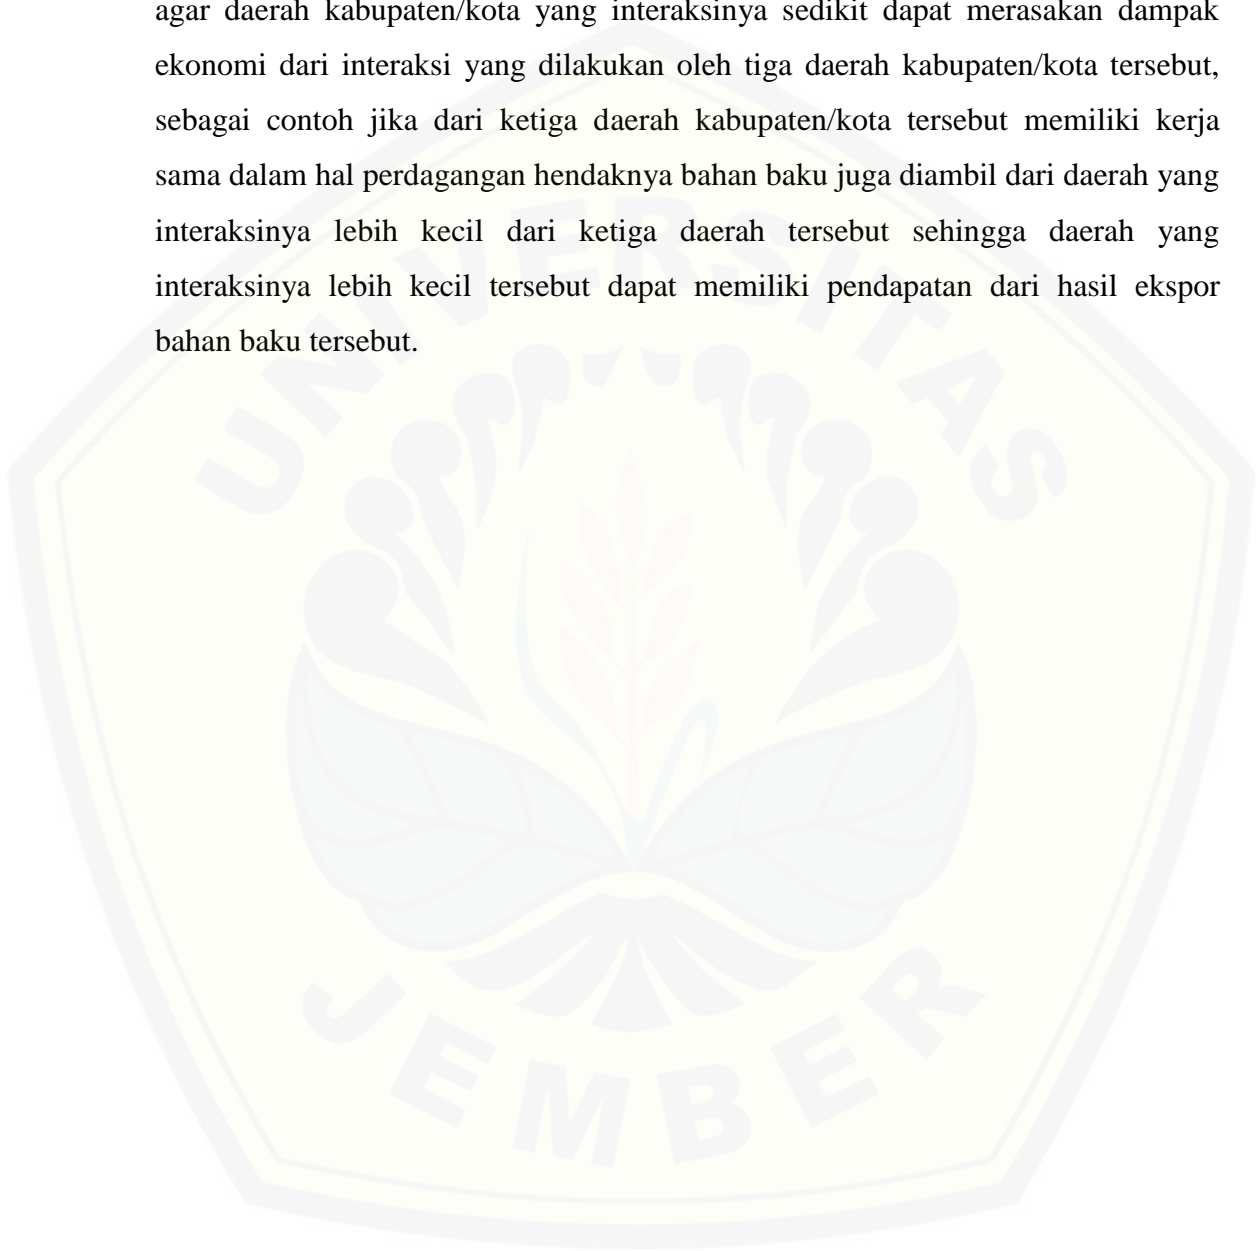 agar daerah kabupaten/kota yang interaksinya sedikit dapat merasakan dampak
ekonomi dari interaksi yang dilakukan oleh tiga daerah kabupaten/kota tersebut,
sebagai contoh jika dari ketiga daerah kabupaten/kota tersebut memiliki kerja
sama dalam hal perdagangan hendaknya bahan baku juga diambil dari daerah yang
interaksinya lebih kecil dari ketiga daerah tersebut sehingga daerah yang
interaksinya lebih kecil tersebut dapat memiliki pendapatan dari hasil ekspor
bahan baku tersebut.
UNIVERSITAS
JEMBER